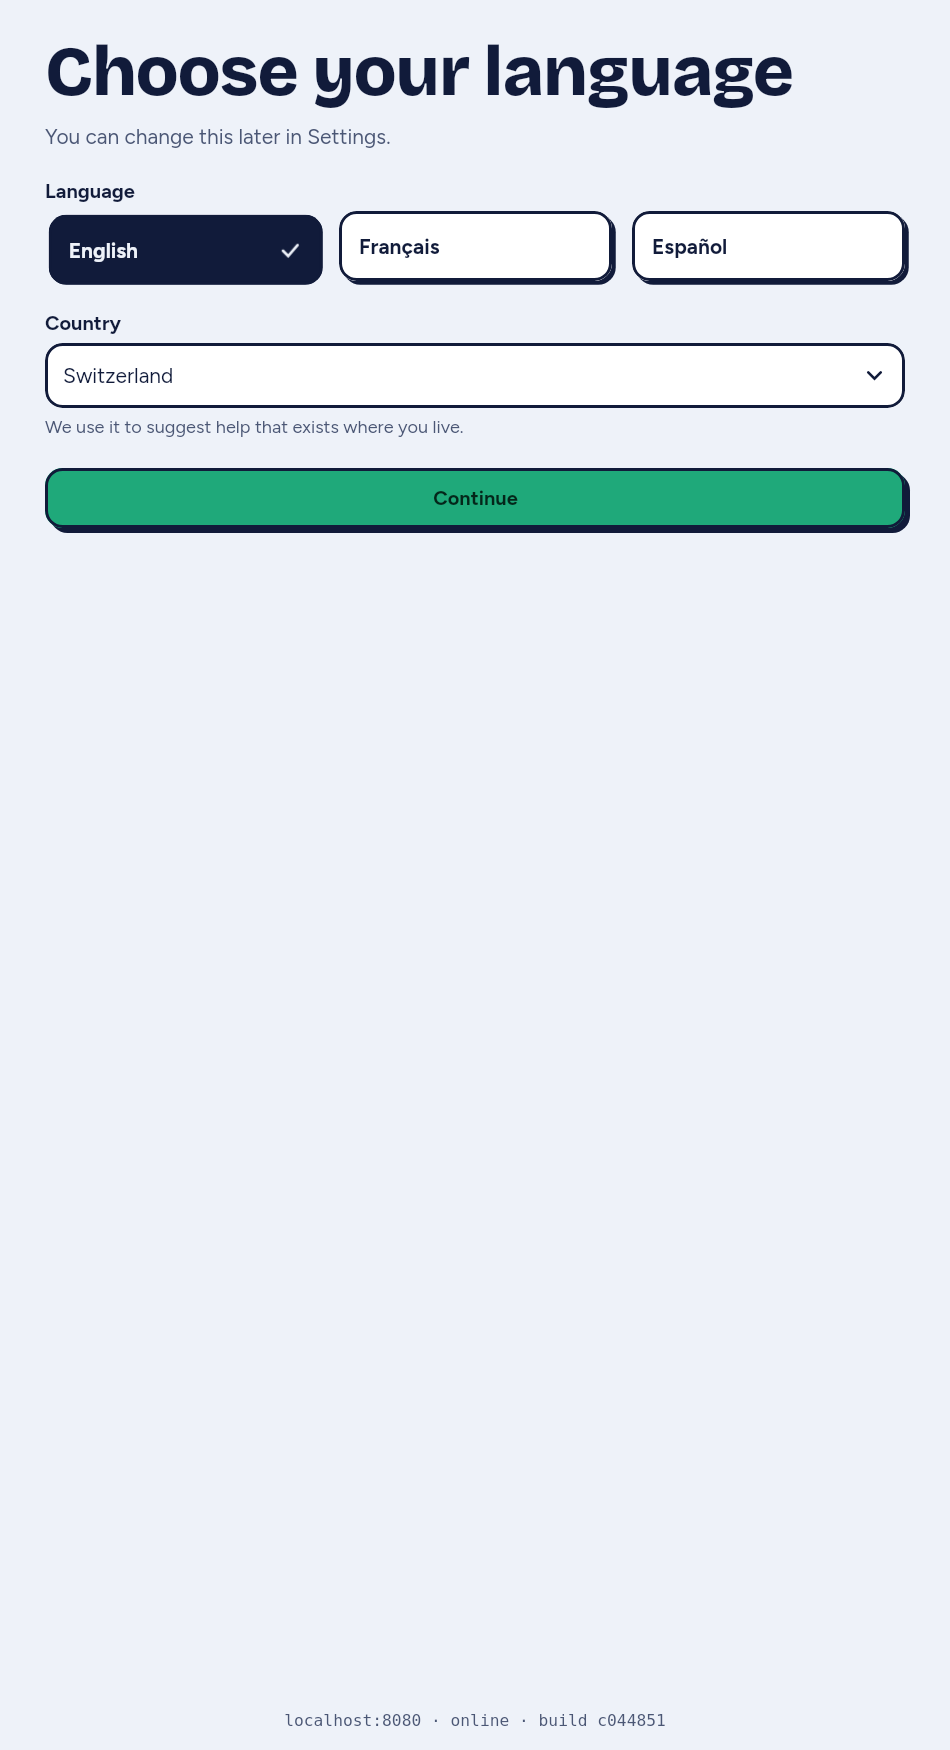 Choose your language
You can change this later in Settings.
Language
English
Français
Español
Country
Switzerland
We use it to suggest help that exists where you live.
Continue
localhost:8080 · online · build c044851